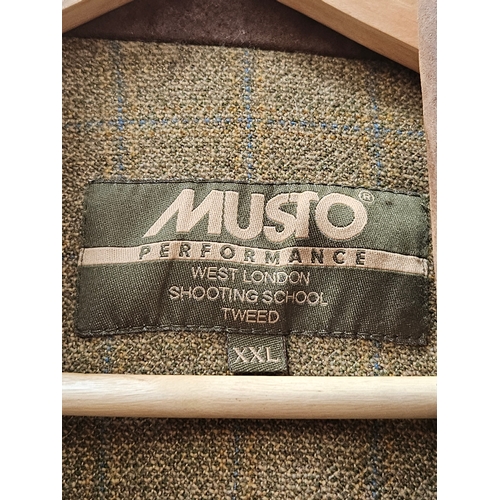 MUSTO®
PERFORMANCE
WEST LONDON
SHOOTING SCHOOL
TWEED
XXL